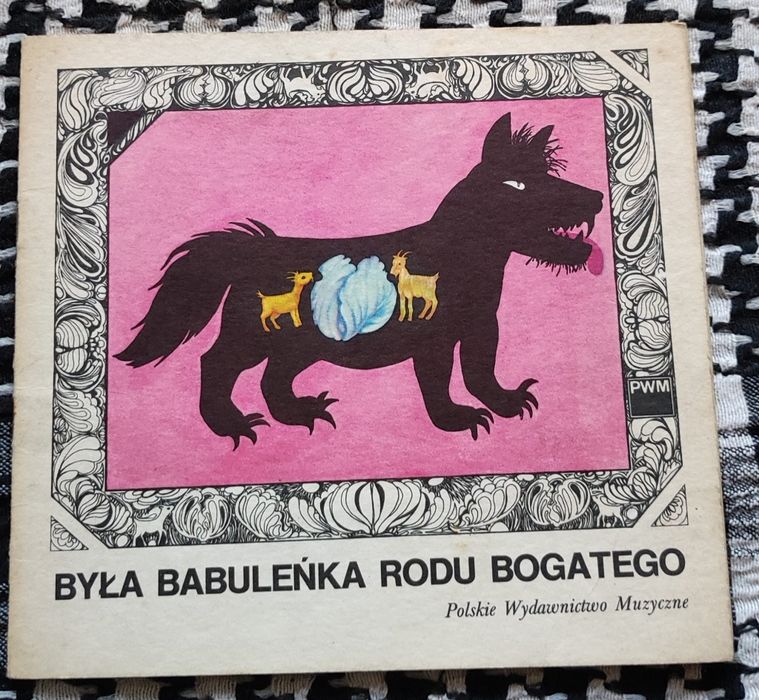 PWM
BYŁA BABULEŃKA RODU BOGATEGO
Polskie Wydawnictwo Muzyczne